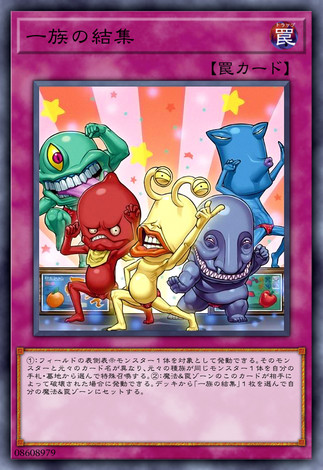 一族の結集
トラップ
罠
【罠カード】
①:フィールドの表側表示モンスター1体を対象として発動できる。そのモン
スターと元々のカード名が異なり、元々の種族が同じモンスター1体を自分の
手札・墓地から選んで特殊召喚する。②:魔法&罠ゾーンのこのカードが相手に
よって破壊された場合に発動できる。デッキから「一族の結集」1枚を選んで自
分の魔法&罠ゾーンにセットする。
08608979